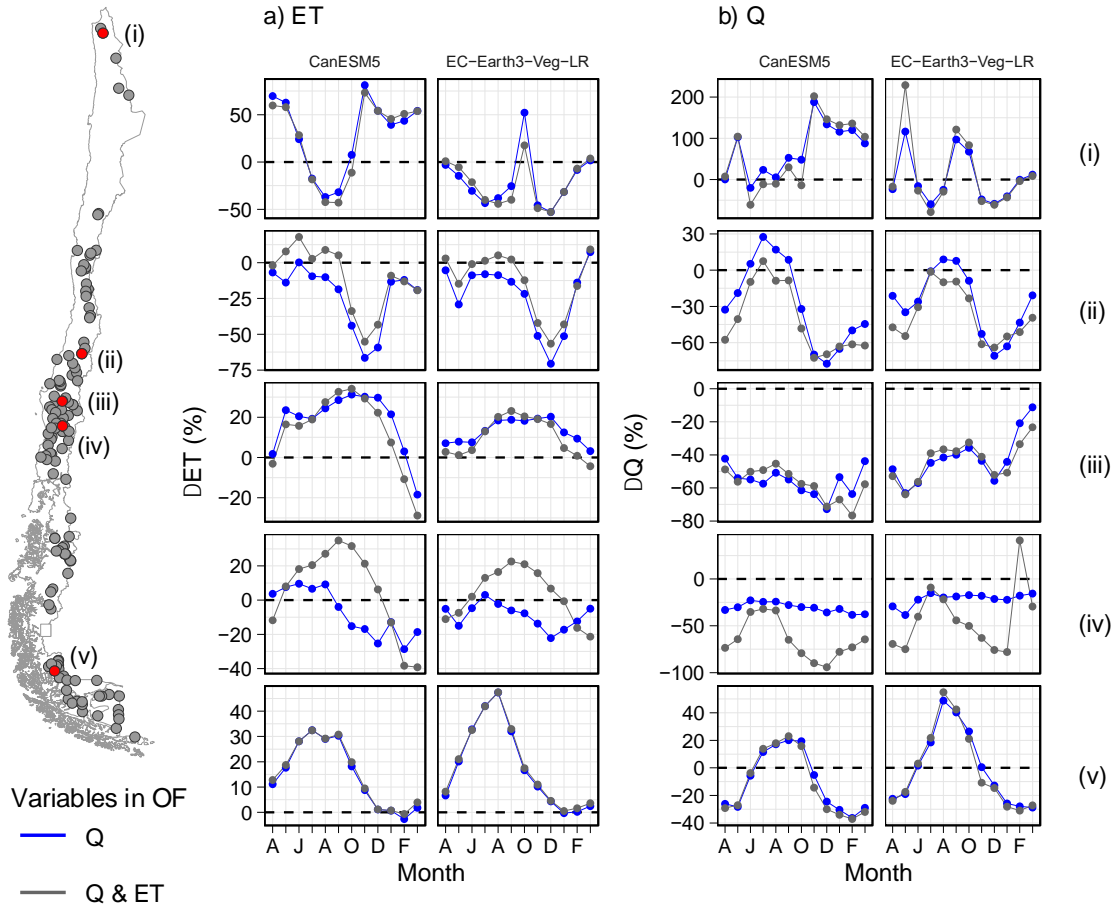 a) ET
b) Q
CanESM5
EC−Earth3−Veg−LR
CanESM5
EC−Earth3−Veg−LR
(i)
(ii)
(iii)
(iv)
(v)
50
0
−50
0
−25
−50
−75
20
0
−20
20
0
−20
−40
40
30
20
10
0
DET (%)
A J A O D F
A J A O D F
Month
200
100
0
30
0
−30
−60
0
−20
−40
−60
−80
0
−50
−100
40
20
0
−20
−40
DQ (%)
A J A O D F
A J A O D F
Month
(i)
(ii)
(iii)
(iv)
(v)
Variables in OF
Q
Q & ET